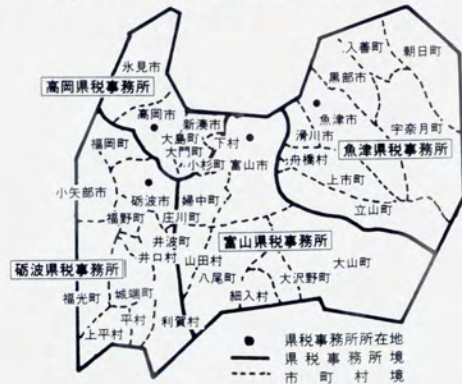 入善町
朝日町
氷見市
黒部市
高岡県税事務所
高岡市
新湊市
魚津市
大島町
下村
滑川市
宇奈月町
福岡町
大門町
舟橋村
魚津県税事務所
小杉町
富山市
上市町
小矢部市
砺波市
婦中町
立山町
福野町
庄川町
井波町
富山県税事務所
井口村
山田村
砺波県税事務所
八尾町
大山町
大沢野町
福光町
城端町
細入村
平村
上平村
利賀村
● 県税事務所所在地
県税事務所境
市町村境